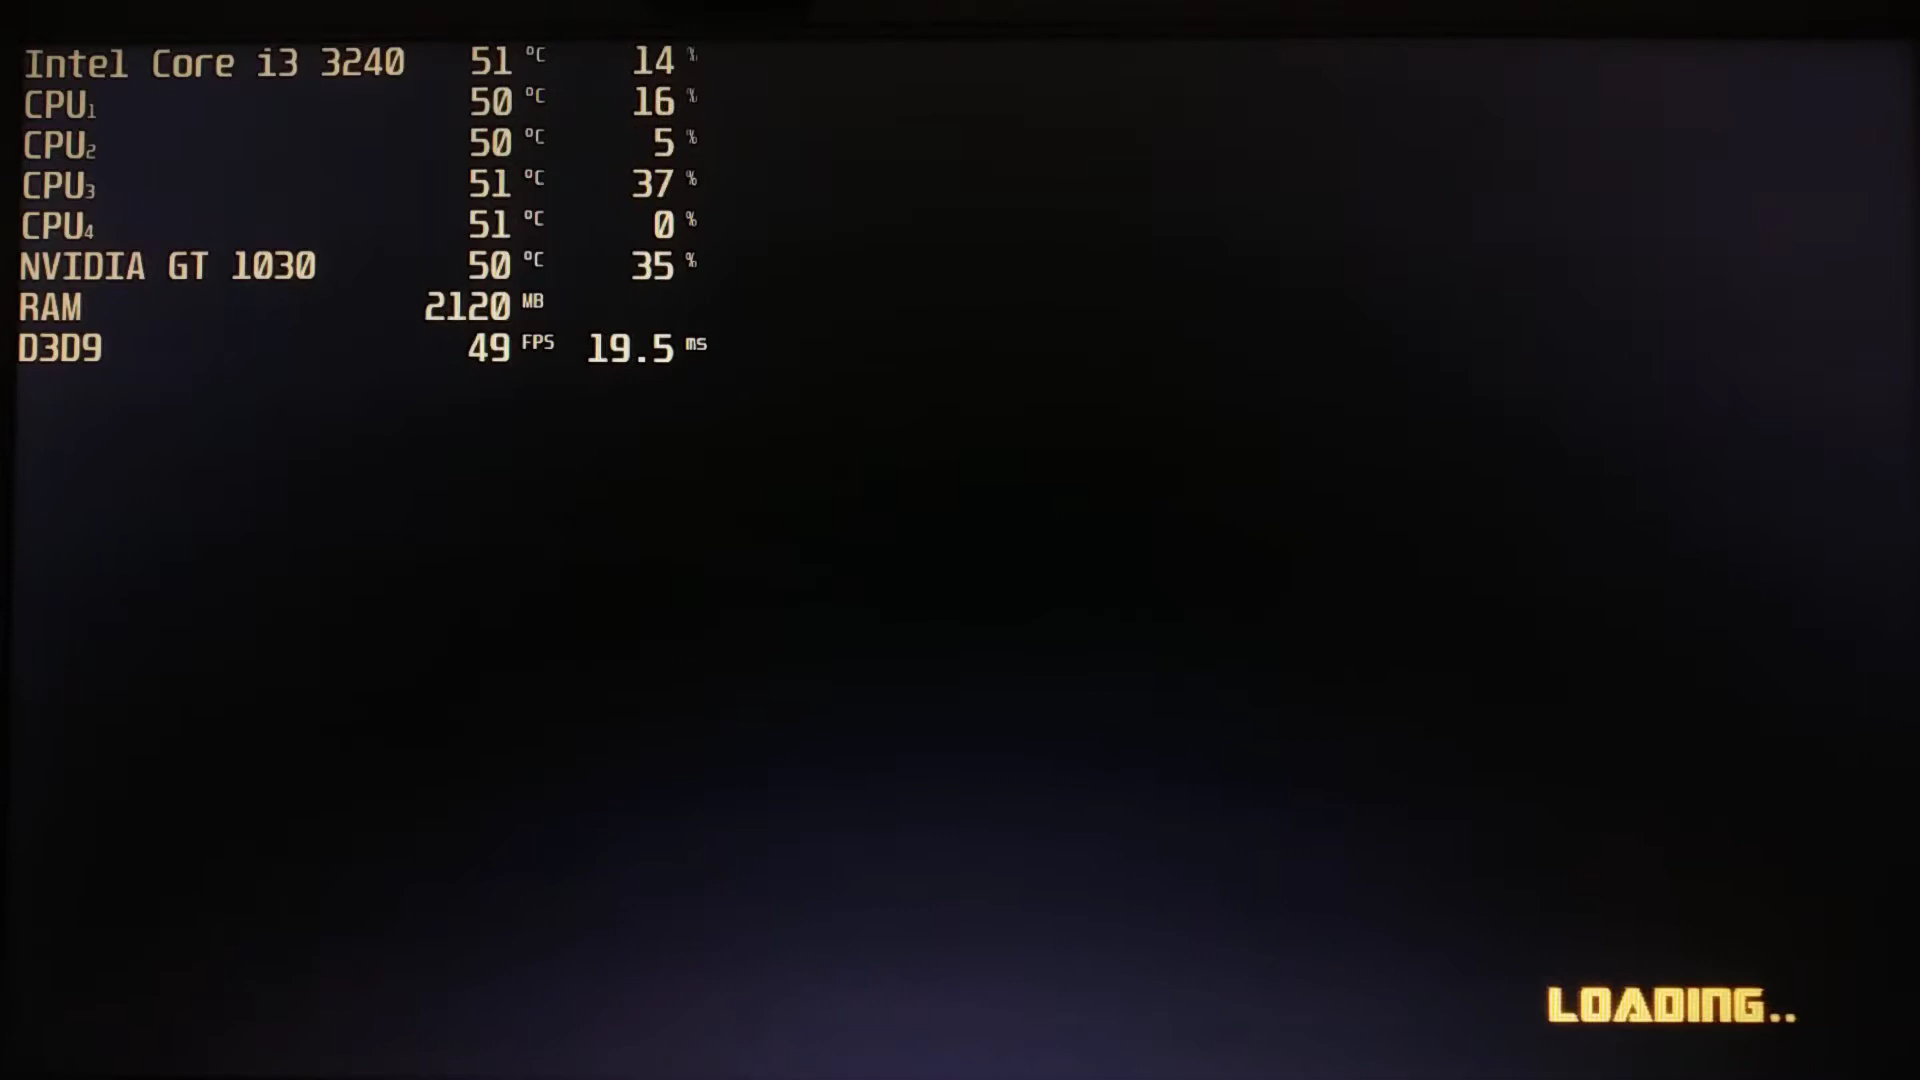 Intel Core i3 3240 51 °C 14 %
CPU1 50 °C 16 %
CPU2 50 °C 5 %
CPU3 51 °C 37 %
CPU4 51 °C 0 %
NVIDIA GT 1030 50 °C 35 %
RAM 2120 MB
D3D9 49 FPS 19.5 ms
LOADING..